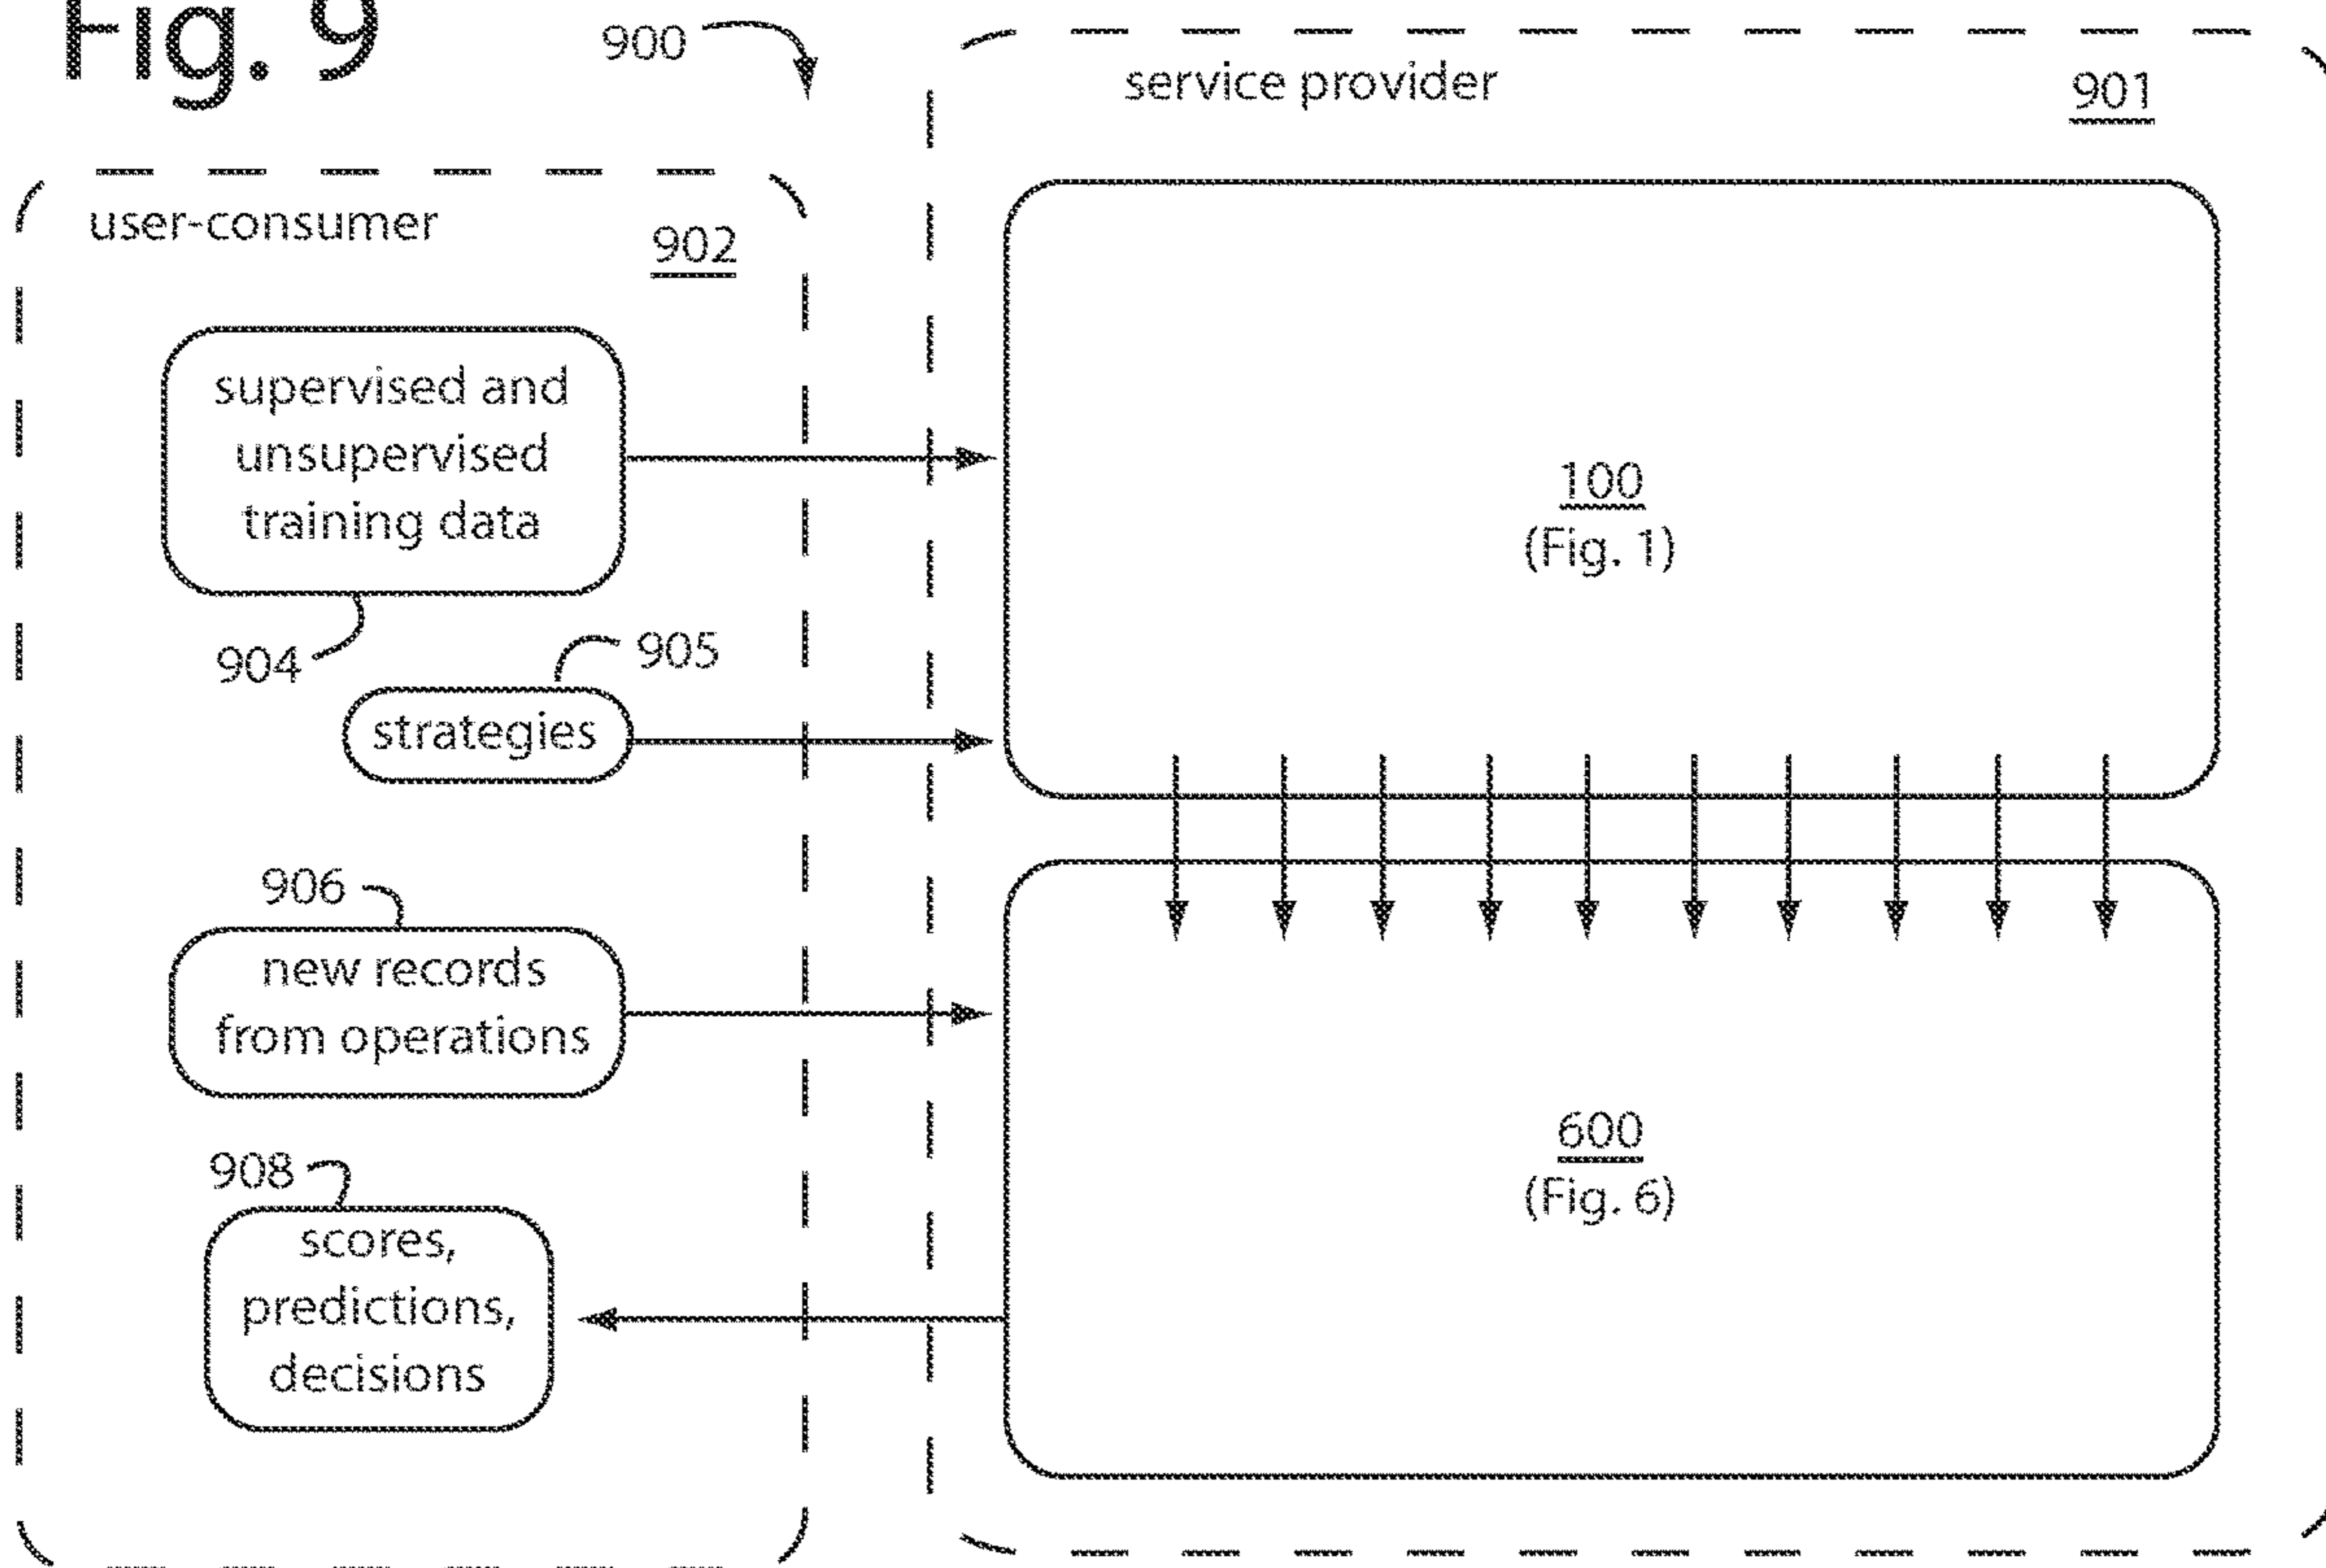 Fig. 9
900
service provider
901
user-consumer
902
supervised and
unsupervised
training data
904
905
strategies
906
new records
from operations
908
scores,
predictions,
decisions
100
(Fig. 1)
600
(Fig. 6)